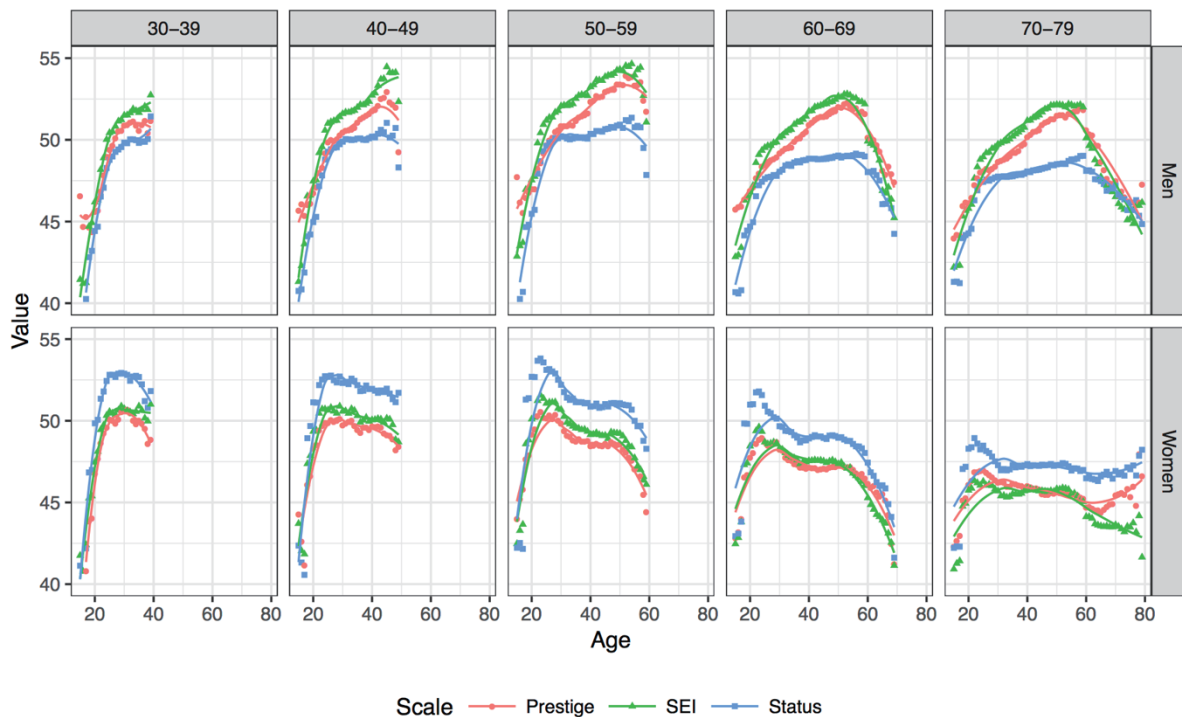 30−39 40−49 50−59 60−69 70−79
55
50
45
40
Men
55
50
45
40
Women
Value
20 40 60 80 20 40 60 80 20 40 60 80 20 40 60 80 20 40 60 80
Age
Scale Prestige SEI Status